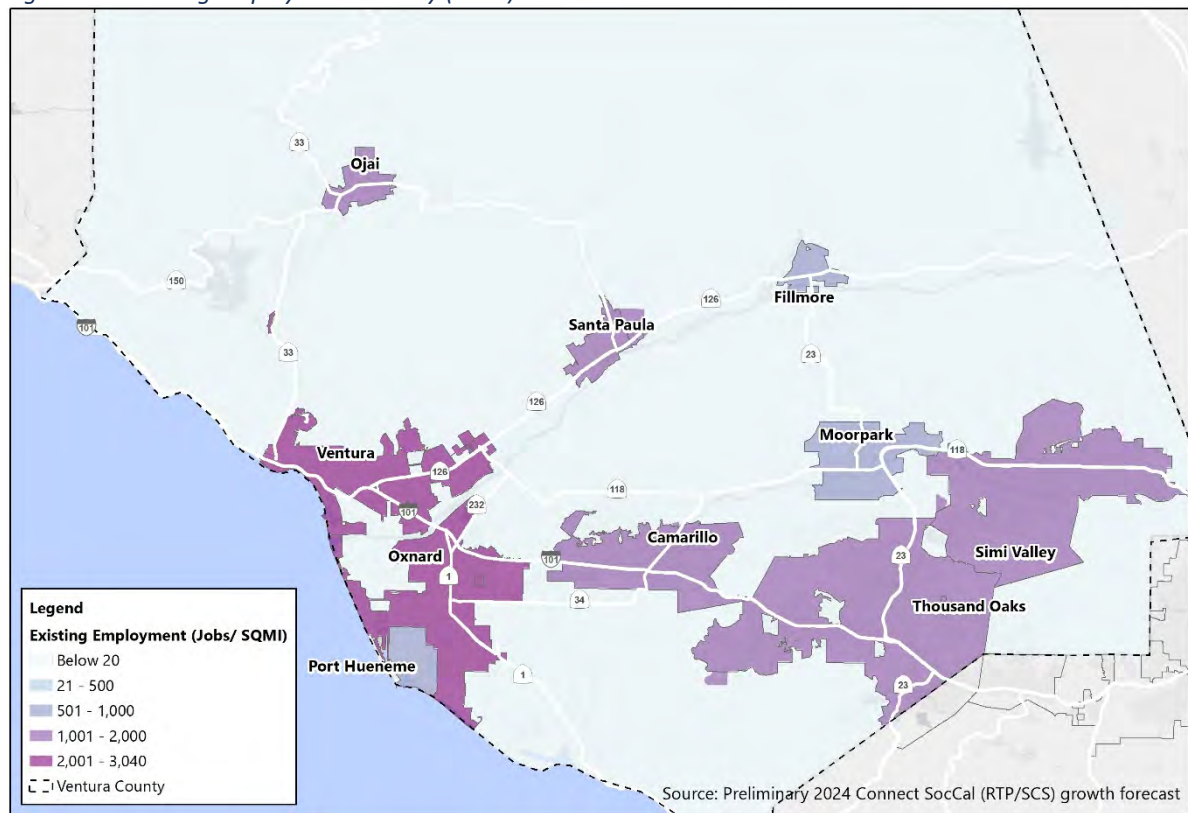 33
Ojai
150
126
Fillmore
Santa Paula
101
33
23
126
Moorpark
118
Ventura
126
118
232
101
Camarillo
Oxnard
101
23
Simi Valley
1
34
Thousand Oaks
Port Hueneme
1
23
Legend
Existing Employment (Jobs/ SQMI)
Below 20
21 - 500
501 - 1,000
1,001 - 2,000
2,001 - 3,040
Ventura County
Source: Preliminary 2024 Connect SoCal (RTP/SCS) growth forecast